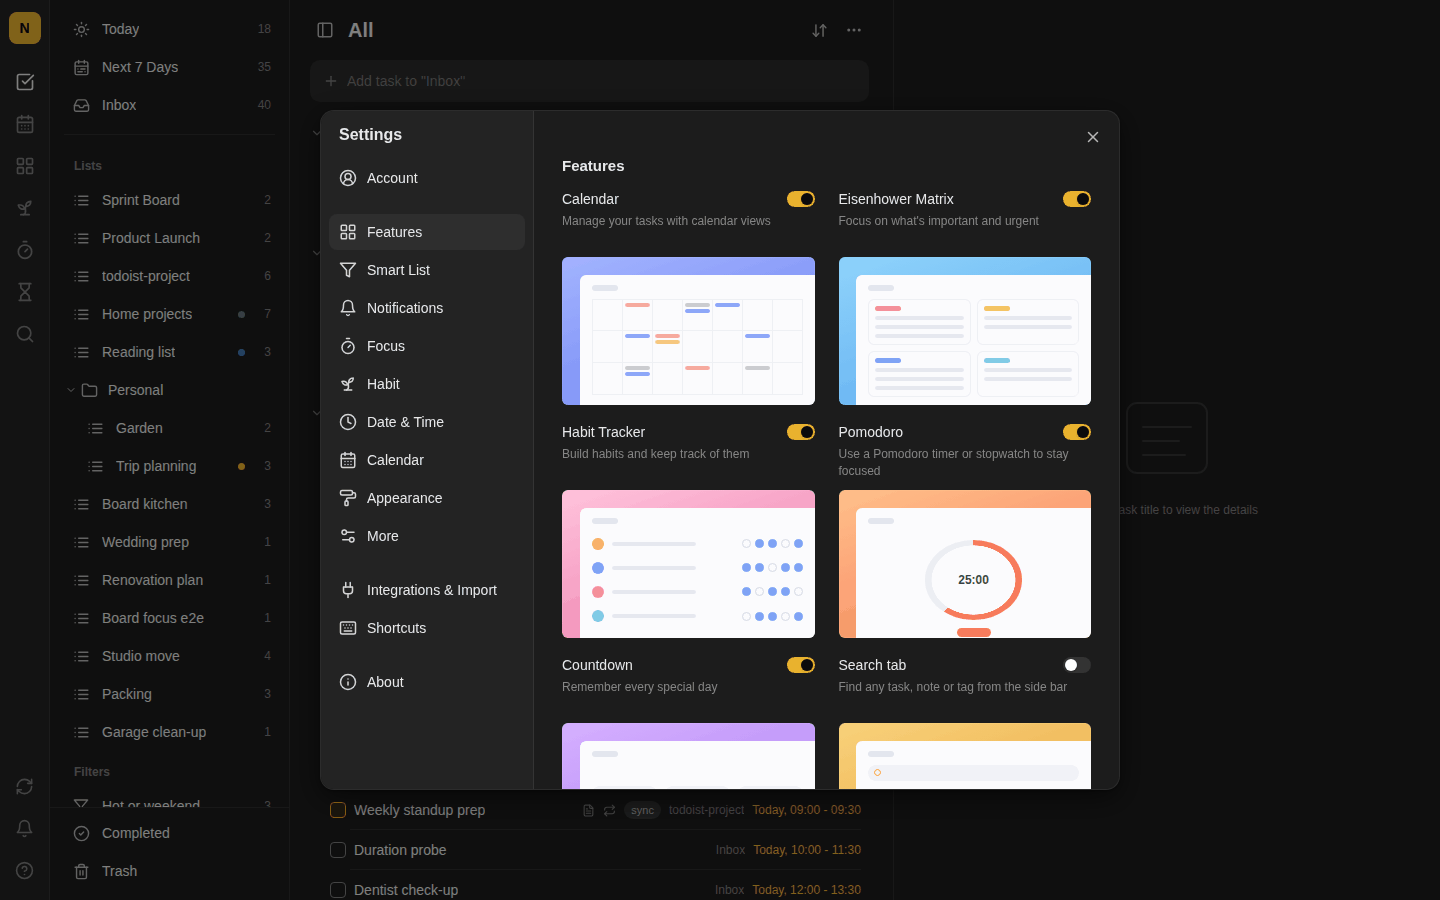 N
Today 18
Next 7 Days 35
Inbox 40
Lists
Sprint Board 2
Product Launch 2
todoist-project 6
Home projects 7
Reading list 3
Personal
Garden 2
Trip planning 3
Board kitchen 3
Wedding prep 1
Renovation plan 1
Board focus e2e 1
Studio move 4
Packing 3
Garage clean-up 1
Filters
Hot or weekend 3
Completed
Trash
All
Add task to "Inbox"
Settings
Account
Features
Smart List
Notifications
Focus
Habit
Date & Time
Calendar
Appearance
More
Integrations & Import
Shortcuts
About
Features
Calendar
Manage your tasks with calendar views
Eisenhower Matrix
Focus on what's important and urgent
Habit Tracker
Build habits and keep track of them
Pomodoro
Use a Pomodoro timer or stopwatch to stay
focused
25:00
Countdown
Remember every special day
Search tab
Find any task, note or tag from the side bar
Weekly standup prep sync todoist-project Today, 09:00 - 09:30
Duration probe Inbox Today, 10:00 - 11:30
Dentist check-up Inbox Today, 12:00 - 13:30
title to view the details